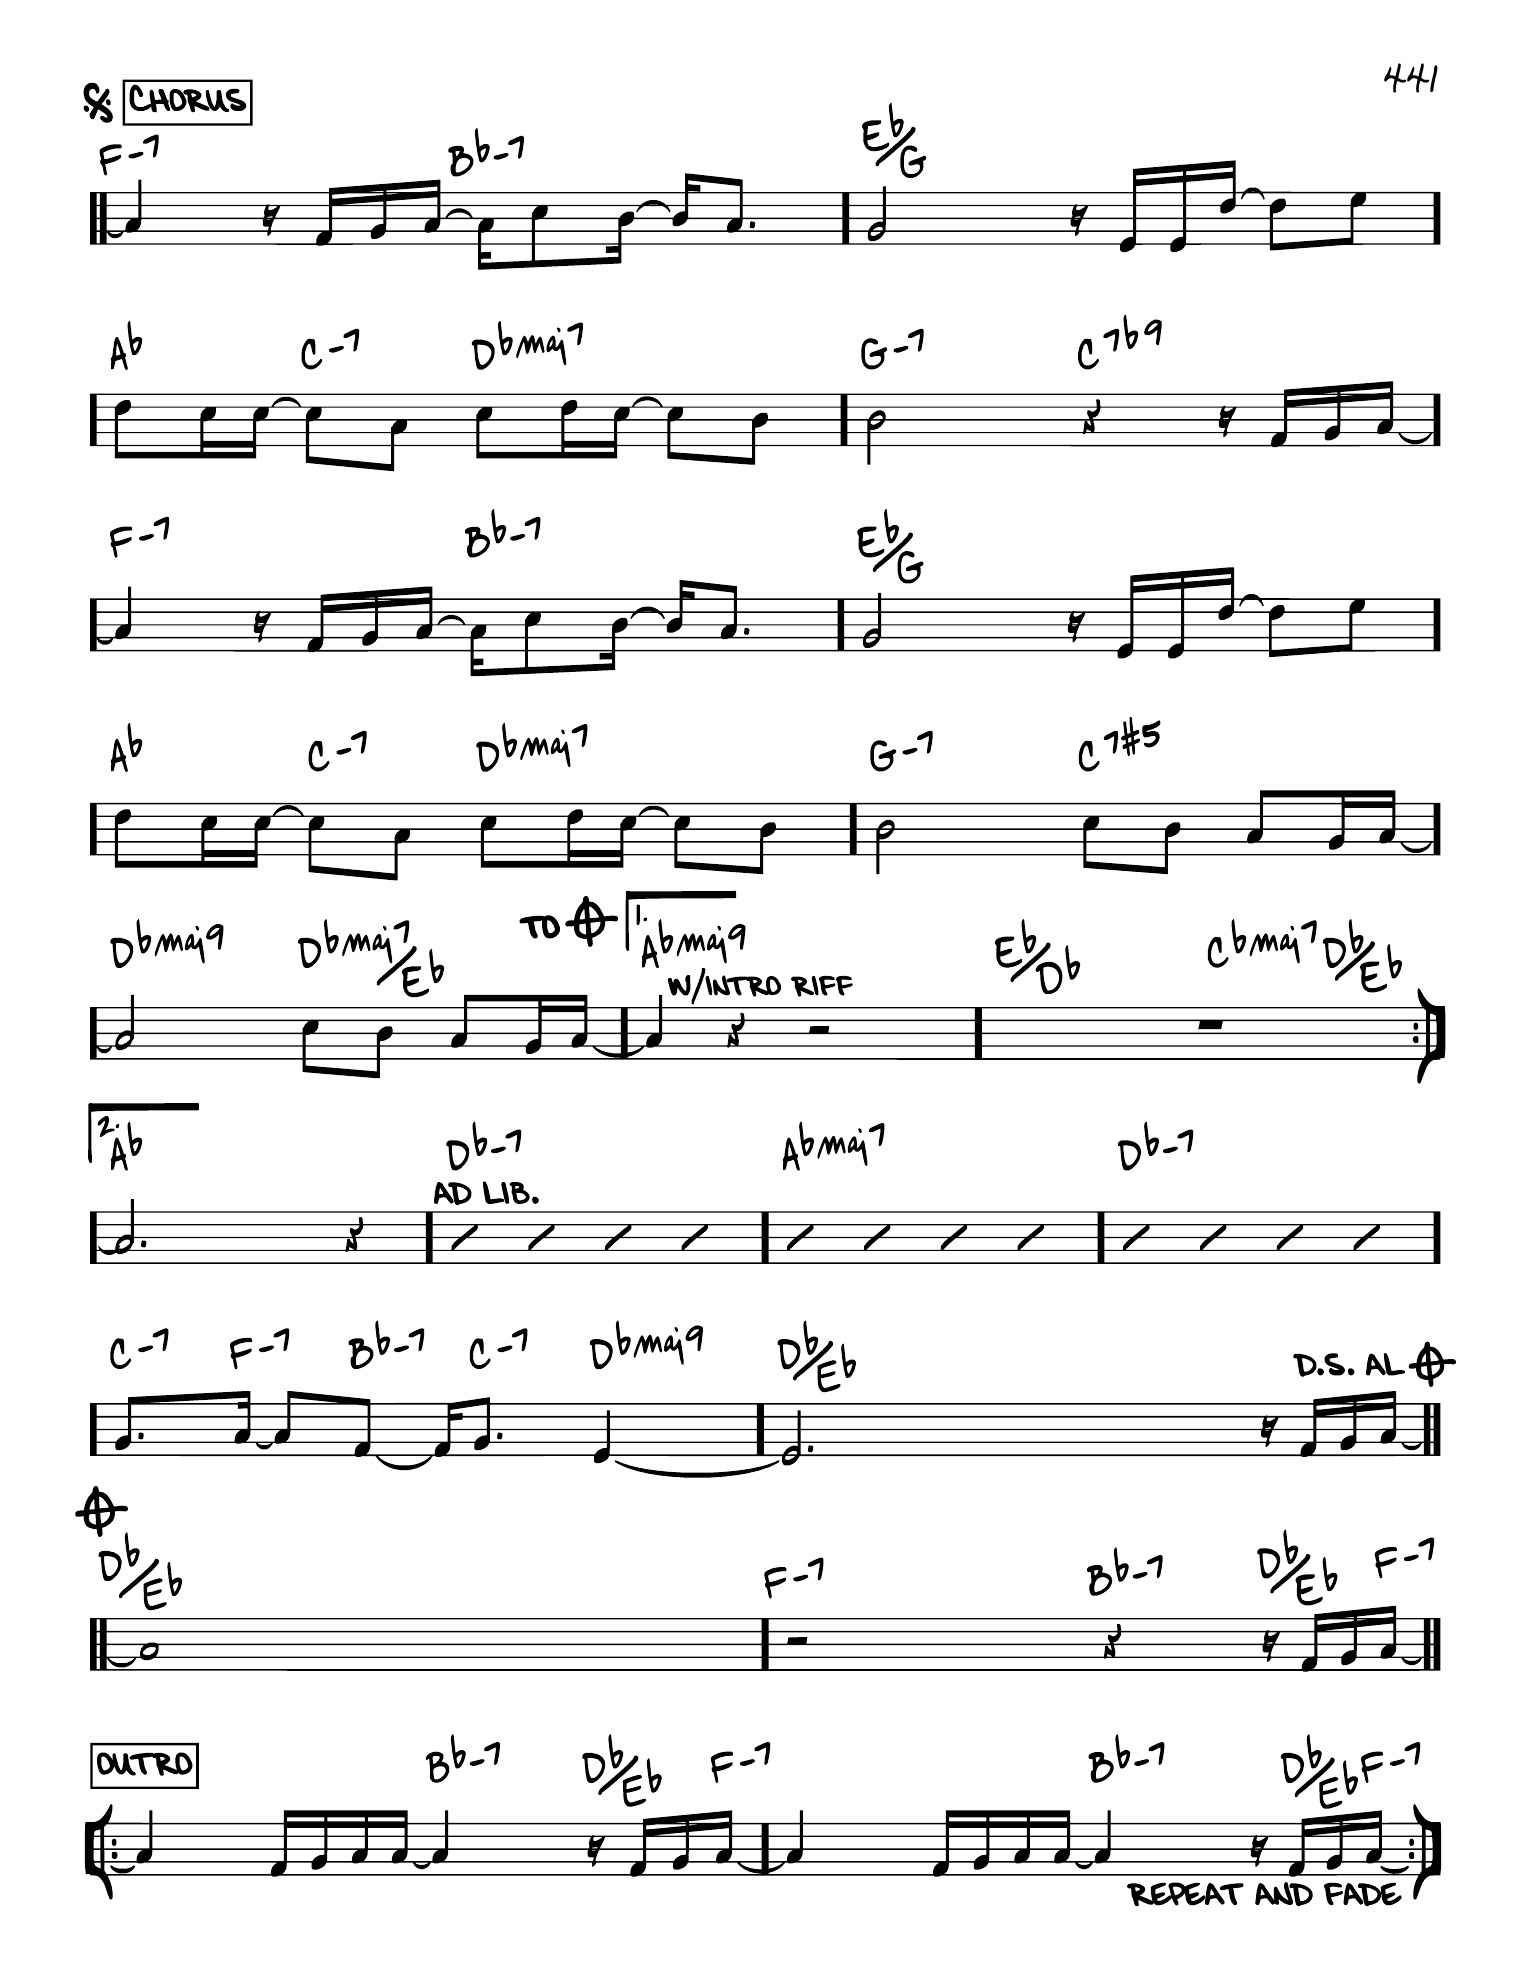 441
CHORUS
F-7 Bb-7 Eb/G
Ab C-7 Dbmaj7 G-7 C7b9
F-7 Bb-7 Eb/G
Ab C-7 Dbmaj7 G-7 C7#5
Dbmaj9 Dbmaj7/Eb TO 1. Abmaj9 Eb/Db Cbmaj7 Db/Eb
W/INTRO RIFF
2. Ab Db-7 Abmaj7 Db-7
AD LIB.
C-7 F-7 Bb-7 C-7 Dbmaj9 Db/Eb D.S. AL
Db/Eb F-7 Bb-7 Db/Eb F-7
OUTRO Bb-7 Db/Eb F-7 Bb-7 Db/Eb F-7
REPEAT AND FADE